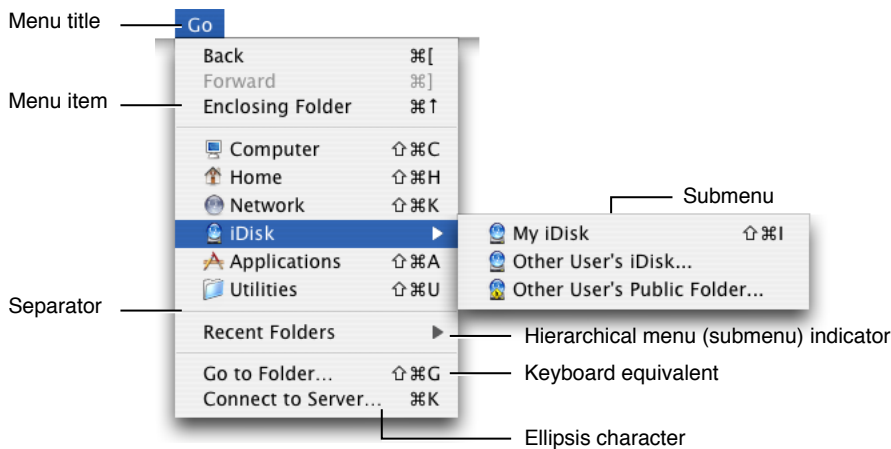 Menu title
Go
Back ⌘[
Forward ⌘]
Menu item
Enclosing Folder ⌘↑
Computer ⇧⌘C
Home ⇧⌘H
Network ⇧⌘K
Submenu
iDisk
My iDisk ⇧⌘I
Applications ⇧⌘A
Other User's iDisk...
Utilities ⇧⌘U
Other User's Public Folder...
Separator
Recent Folders
Hierarchical menu (submenu) indicator
Go to Folder... ⇧⌘G
Keyboard equivalent
Connect to Server... ⌘K
Ellipsis character